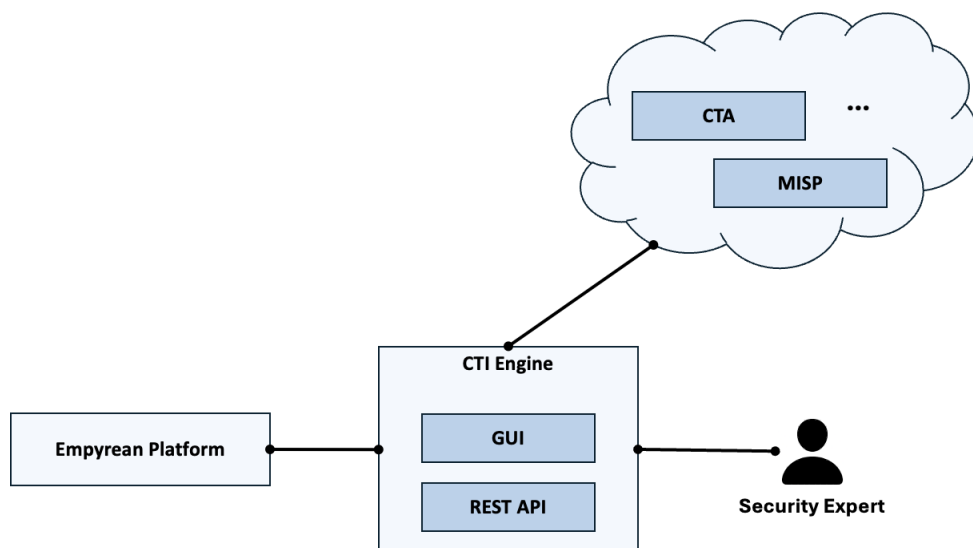 CTA
...
MISP
CTI Engine
GUI
Empyrean Platform
REST API
Security Expert